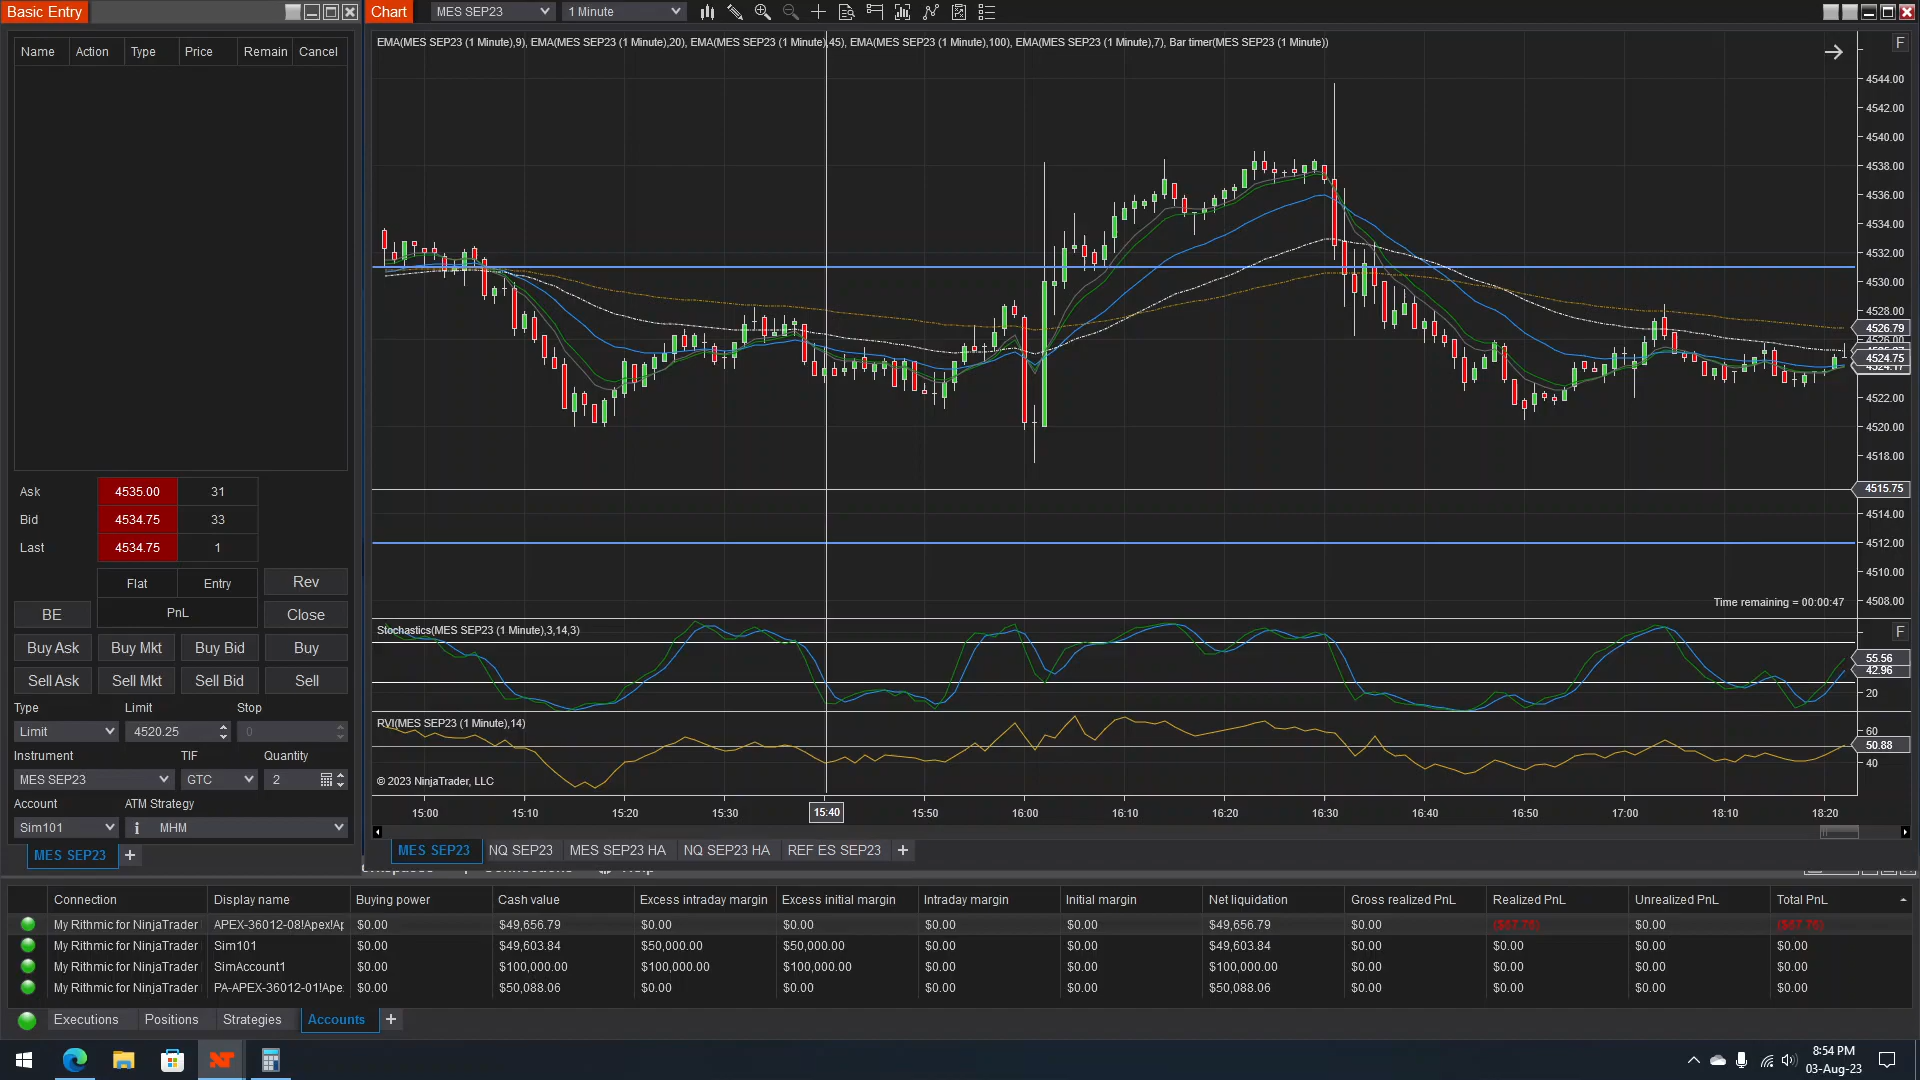 Basic Entry
Chart
MES SEP23
1 Minute
Name Action Type Price Remain Cancel
EMA(MES SEP23 (1 Minute),9), EMA(MES SEP23 (1 Minute),20), EMA(MES SEP23 (1 Minute),45), EMA(MES SEP23 (1 Minute),100), EMA(MES SEP23 (1 Minute),7), Bar timer(MES SEP23 (1 Minute))
F
4544.00
4542.00
4540.00
4538.00
4536.00
4534.00
4532.00
4530.00
4528.00
4526.79
4526.00
4524.75
4524.17
4522.00
4520.00
4518.00
4515.75
4514.00
4512.00
4510.00
4508.00
Time remaining = 00:00:47
Ask 4535.00 31
Bid 4534.75 33
Last 4534.75 1
Flat Entry Rev
BE PnL Close
Buy Ask Buy Mkt Buy Bid Buy
Sell Ask Sell Mkt Sell Bid Sell
Type Limit Stop
Limit 4520.25 0
Instrument TIF Quantity
MES SEP23 GTC 2
Account ATM Strategy
Sim101 i MHM
MES SEP23 +
Stochastics(MES SEP23 (1 Minute),3,14,3)
F
55.56
42.96
20
RVI(MES SEP23 (1 Minute),14)
60
50.88
40
© 2023 NinjaTrader, LLC
15:00 15:10 15:20 15:30 15:40 15:50 16:00 16:10 16:20 16:30 16:40 16:50 17:00 18:10 18:20
MES SEP23 NQ SEP23 MES SEP23 HA NQ SEP23 HA REF ES SEP23 +
Connection Display name Buying power Cash value Excess intraday margin Excess initial margin Intraday margin Initial margin Net liquidation Gross realized PnL Realized PnL Unrealized PnL Total PnL
My Rithmic for NinjaTrader APEX-36012-08!Apex!Ap $0.00 $49,656.79 $0.00 $0.00 $0.00 $0.00 $49,656.79 $0.00 ($67.76) $0.00 ($67.76)
My Rithmic for NinjaTrader Sim101 $0.00 $49,603.84 $50,000.00 $50,000.00 $0.00 $0.00 $49,603.84 $0.00 $0.00 $0.00 $0.00
My Rithmic for NinjaTrader SimAccount1 $0.00 $100,000.00 $100,000.00 $100,000.00 $0.00 $0.00 $100,000.00 $0.00 $0.00 $0.00 $0.00
My Rithmic for NinjaTrader PA-APEX-36012-01!Ape $0.00 $50,088.06 $0.00 $0.00 $0.00 $0.00 $50,088.06 $0.00 $0.00 $0.00 $0.00
Executions Positions Strategies Accounts +
8:54 PM
03-Aug-23